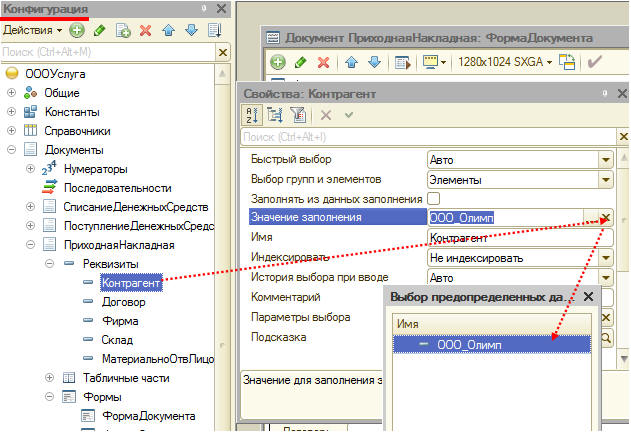 Конфигурация
Действия
Поиск (Ctrl+Alt+M)
ОООУслуга
Общие
Константы
Справочники
Документы
Нумераторы
Последовательности
СписаниеДенежныхСредств
ПоступлениеДенежныхСредс
ПриходнаяНакладная
Реквизиты
Контрагент
Договор
Фирма
Склад
МатериальноОтвЛицо
Табличные части
Формы
ФормаДокумента
Документ ПриходнаяНакладная: ФормаДокумента
1280x1024 SXGA
Свойства: Контрагент
Поиск (Ctrl+Alt+I)
Быстрый выбор Авто
Выбор групп и элементов Элементы
Заполнять из данных заполнения
Значение заполнения ООО_Олимп
Имя Контрагент
Индексировать Не индексировать
История выбора при вводе Авто
Комментарий
Параметры выбора
Подсказка
Значение для заполнения з
Выбор предопределенных да...
Имя
ООО_Олимп